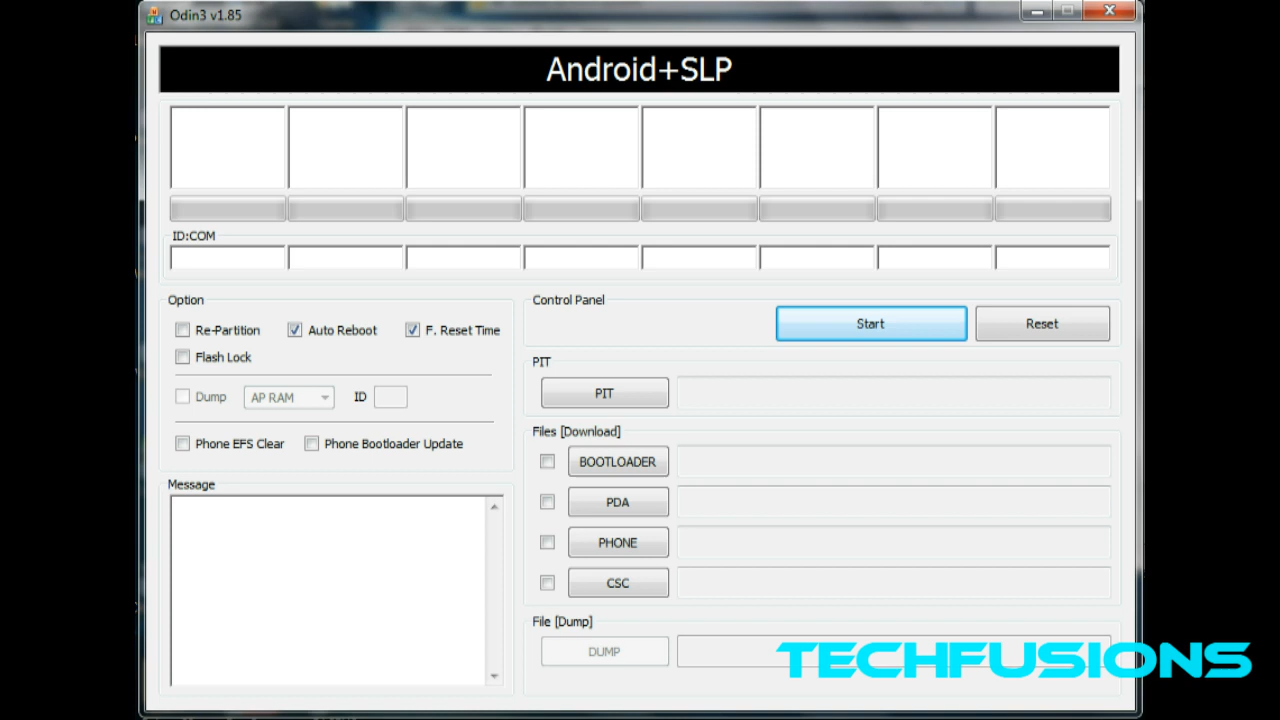 Odin3 v1.85
Android+SLP
ID:COM
Option
Re-Partition Auto Reboot F. Reset Time
Flash Lock
Dump AP RAM ID
Phone EFS Clear Phone Bootloader Update
Message
Control Panel
Start Reset
PIT
PIT
Files [Download]
BOOTLOADER
PDA
PHONE
CSC
File [Dump]
DUMP
TECHFUSIONS